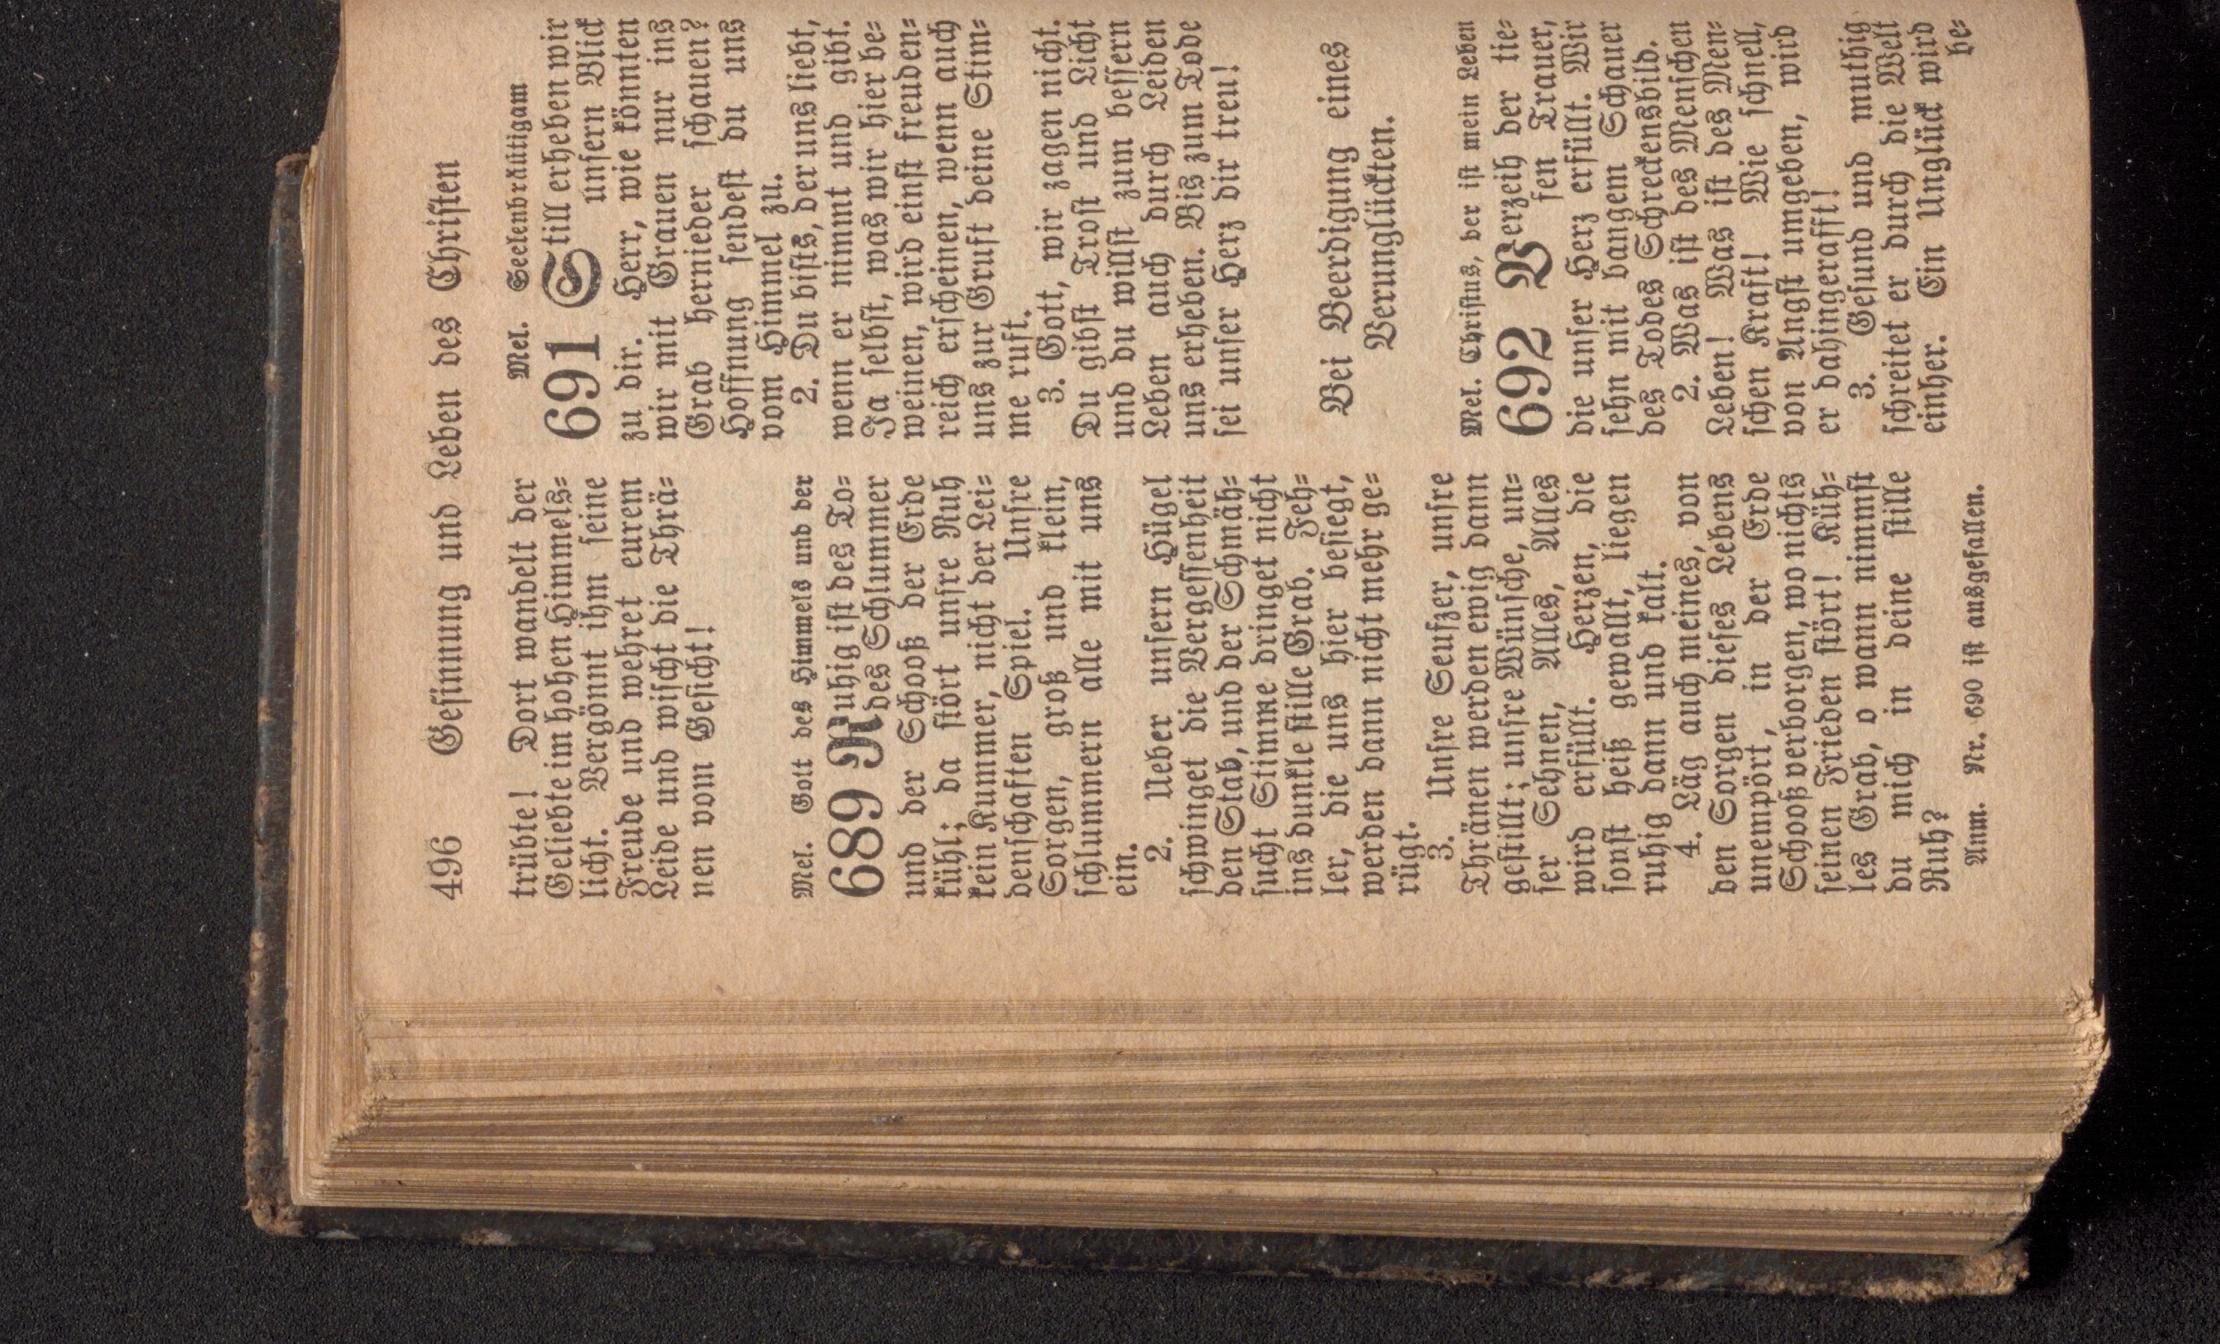 496 Gesinnung und Leben des Christen
trübte! Dort wandelt der
Geliebte im hohen Himmels-
licht. Vergönnt ihm seine
Freude und wehret eurem
Leide und wischt die Thrä-
nen vom Gesicht!
Mel. Gott des Himmels und der
689 Ruhig ist des To-
des Schlummer
und der Schooß der Erde
kühl; da stört unsre Ruh
kein Kummer, nicht der Lei-
denschaften Spiel. Unsre
Sorgen, groß und klein,
schlummern alle mit uns
ein.
2. Ueber unsern Hügel
schwinget die Vergessenheit
den Stab, und der Schmäh-
sucht Stimme dringet nicht
ins dunkle stille Grab. Feh-
ler, die uns hier besiegt,
werden dann nicht mehr ge-
rügt.
3. Unsre Seufzer, unsre
Thränen werden ewig dann
gestillt; unsre Wünsche, un-
ser Sehnen, Alles, Alles
wird erfüllt. Herzen, die
sonst heiß gewallt, liegen
ruhig dann und kalt.
4. Läg auch meines, von
den Sorgen dieses Lebens
unempört, in der Erde
Schooß verborgen, wo nichts
seinen Frieden stört! Küh-
les Grab, o wann nimmst
du mich in deine stille
Ruh?
Anm. Nr. 690 ist ausgefallen.
Mel. Seelenbräutigam
691 Still erheben wir
unsern Blick
zu dir. Herr, wie könnten
wir mit Grauen nur ins
Grab hernieder schauen?
Hoffnung sendest du uns
vom Himmel zu.
2. Du bists, der uns liebt,
wenn er nimmt und gibt.
Ja selbst, was wir hier be-
weinen, wird einst freuden-
reich erscheinen, wenn auch
uns zur Gruft deine Stim-
me ruft.
3. Gott, wir zagen nicht.
Du gibst Trost und Licht
und du willst zum bessern
Leben auch durch Leiden
uns erheben. Bis zum Tode
sei unser Herz dir treu!
Bei Beerdigung eines
Verunglückten.
Mel. Christus, der ist mein Leben
692 Verzeih der tie-
fen Trauer,
die unser Herz erfüllt. Wir
sehn mit bangem Schauer
des Todes Schreckensbild.
2. Was ist des Menschen
Leben! Was ist des Men-
schen Kraft! Wie schnell,
von Angst umgeben, wird
er dahingerafft!
3. Gesund und muthig
schreitet er durch die Welt
einher. Ein Unglück wird
be-